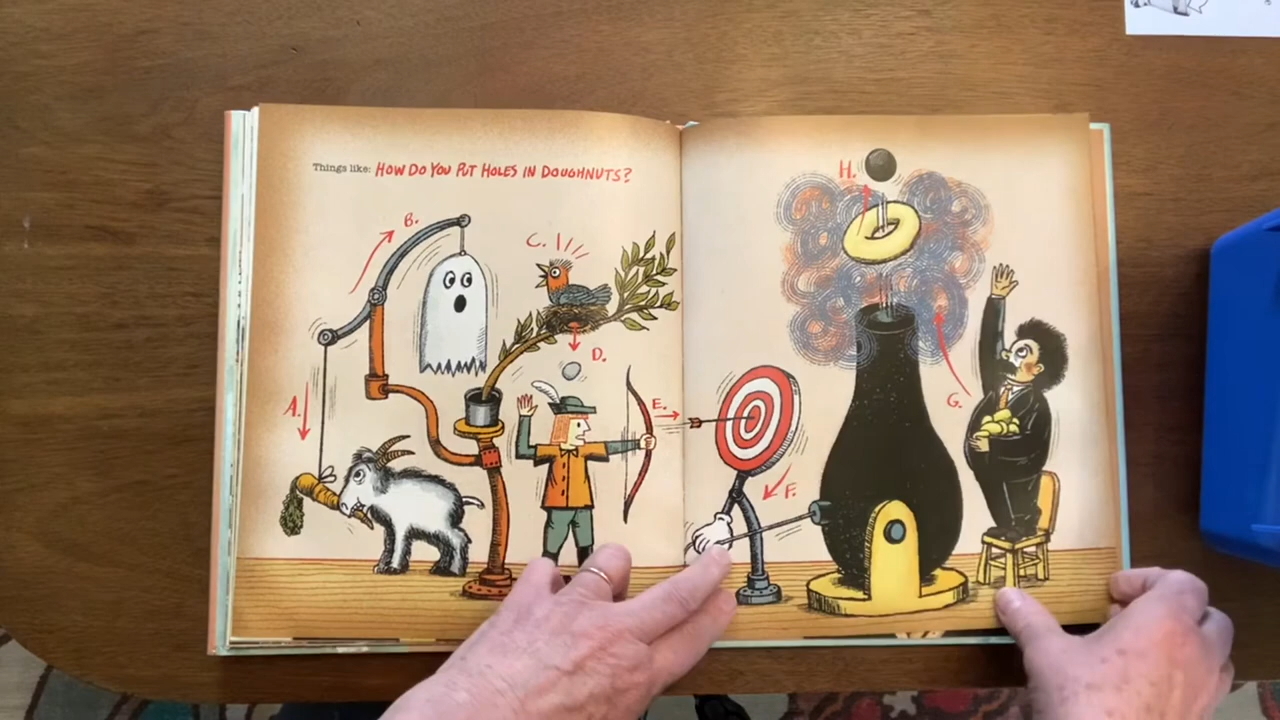 Things like: HOW DO YOU PUT HOLES IN DOUGHNUTS?
A.
B.
C.
D.
E.
F.
G.
H.